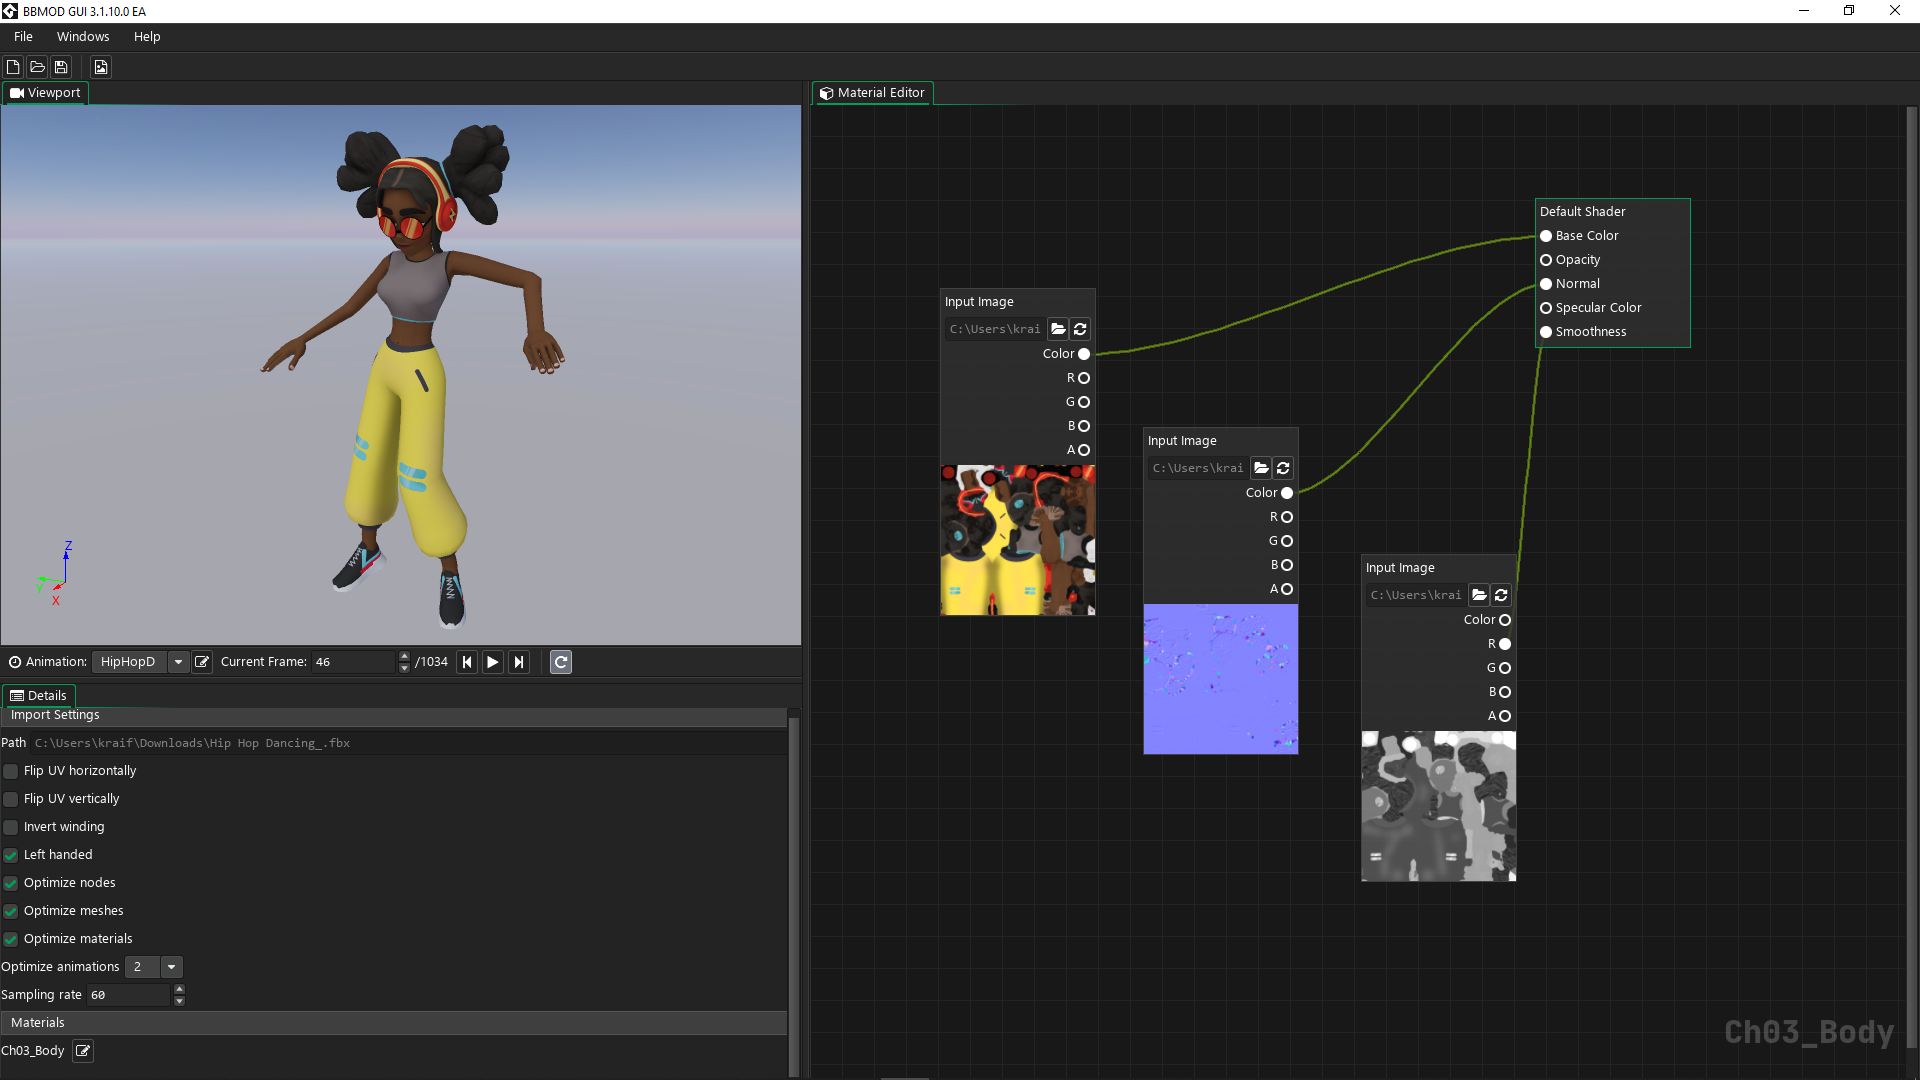 BBMOD GUI 3.1.10.0 EA
File Windows Help
Viewport
Z
Y
X
Animation: HipHopD Current Frame: 46 /1034
Details
Import Settings
Path C:\Users\kraif\Downloads\Hip Hop Dancing_.fbx
Flip UV horizontally
Flip UV vertically
Invert winding
Left handed
Optimize nodes
Optimize meshes
Optimize materials
Optimize animations 2
Sampling rate 60
Materials
Ch03_Body
Material Editor
Input Image
C:\Users\krai
Color
R
G
B
A
Input Image
C:\Users\krai
Color
R
G
B
A
Input Image
C:\Users\krai
Color
R
G
B
A
Default Shader
Base Color
Opacity
Normal
Specular Color
Smoothness
Ch03_Body